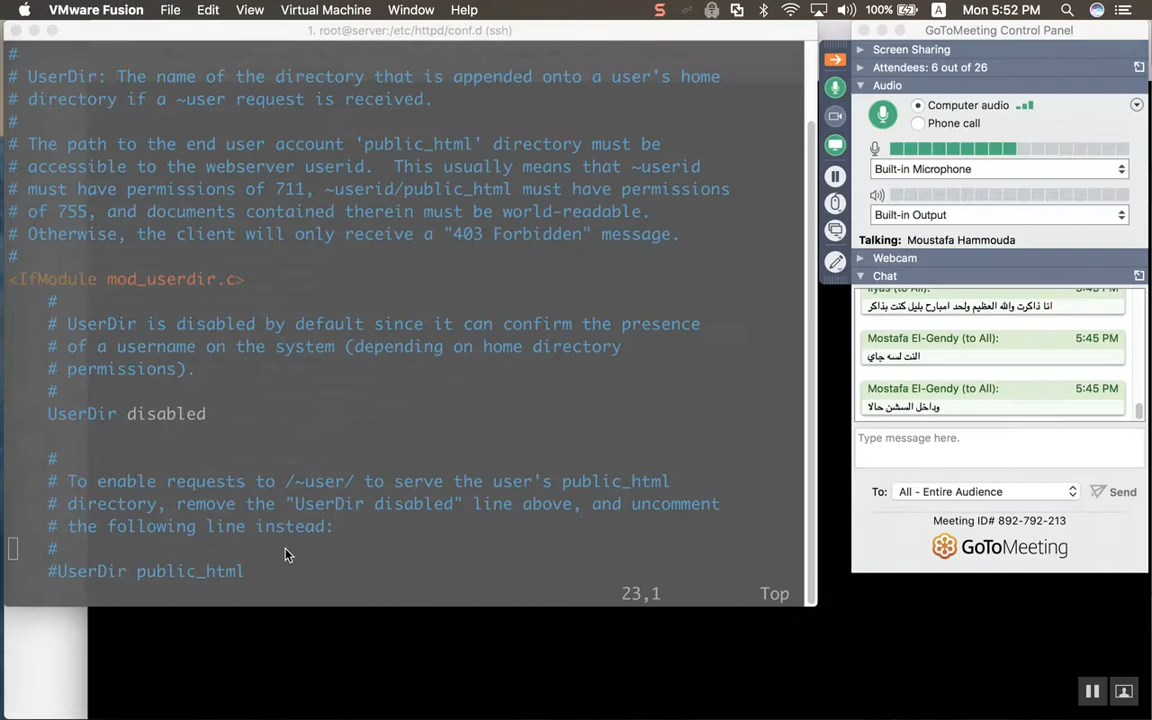 VMware Fusion File Edit View Virtual Machine Window Help
S 100% A Mon 5:52 PM
1. root@server:/etc/httpd/conf.d (ssh)
#
# UserDir: The name of the directory that is appended onto a user's home
# directory if a ~user request is received.
#
# The path to the end user account 'public_html' directory must be
# accessible to the webserver userid. This usually means that ~userid
# must have permissions of 711, ~userid/public_html must have permissions
# of 755, and documents contained therein must be world-readable.
# Otherwise, the client will only receive a "403 Forbidden" message.
#
<IfModule mod_userdir.c>
#
# UserDir is disabled by default since it can confirm the presence
# of a username on the system (depending on home directory
# permissions).
#
UserDir disabled
#
# To enable requests to /~user/ to serve the user's public_html
# directory, remove the "UserDir disabled" line above, and uncomment
# the following line instead:
#
#UserDir public_html
23,1 Top
GoToMeeting Control Panel
Screen Sharing
Attendees: 6 out of 26
Audio
Computer audio
Phone call
Built-in Microphone
Built-in Output
Talking: Moustafa Hammouda
Webcam
Chat
انا ذاكرت والله العظيم ولحد امبارح بليل كنت بذاكر
Mostafa El-Gendy (to All): 5:45 PM
النت لسه جاي
Mostafa El-Gendy (to All): 5:45 PM
وداخل السشن حالا
Type message here.
To: All - Entire Audience Send
Meeting ID# 892-792-213
GoToMeeting